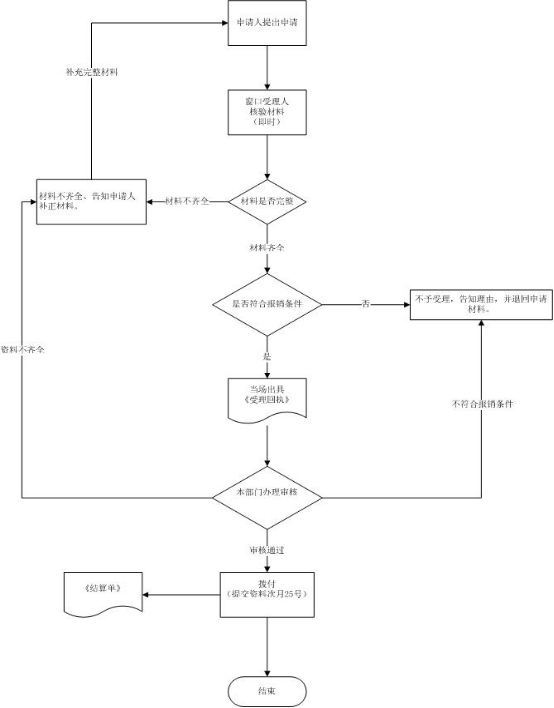 申请人提出申请
补充完整材料
窗口受理人
核验材料
（即时）
材料不齐全、告知申请人
补正材料。
材料不齐全
材料是否完整
材料齐全
是否符合报销条件
否
不予受理，告知理由，并退回申请
材料。
资料不齐全
是
当场出具
《受理回执》
不符合报销条件
本部门办理审核
审核通过
《结算单》
拨付
（提交资料次月25号）
结束